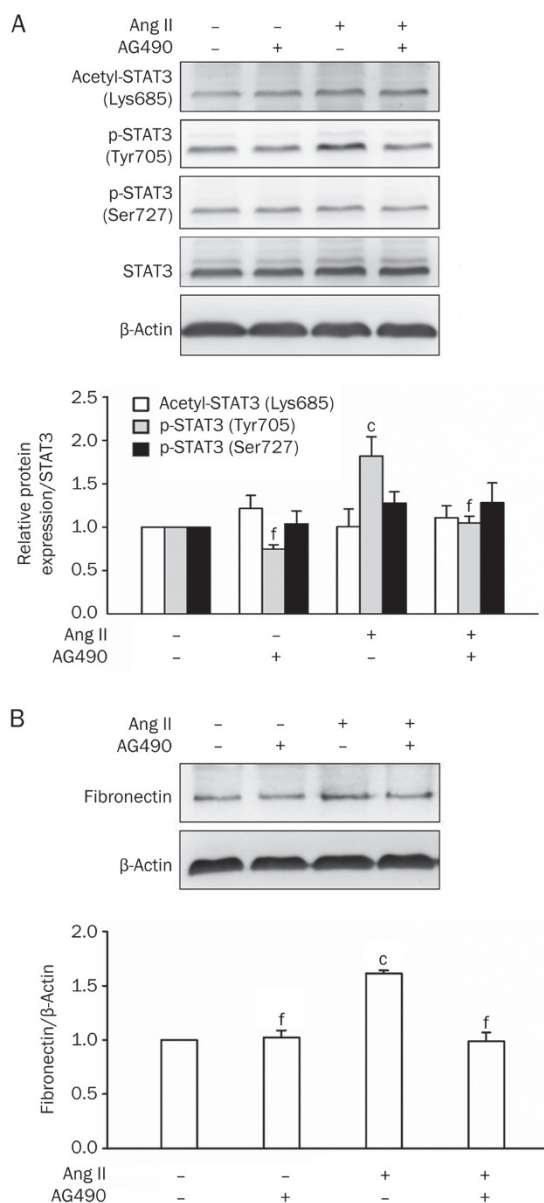 A
Ang II – – + +
AG490 – + – +
Acetyl-STAT3
(Lys685)
p-STAT3
(Tyr705)
p-STAT3
(Ser727)
STAT3
β-Actin
Relative protein
expression/STAT3
2.5
2.0
1.5
1.0
0.5
0.0
Acetyl-STAT3 (Lys685)
p-STAT3 (Tyr705)
p-STAT3 (Ser727)
f
c
f
Ang II – – + +
AG490 – + – +
B
Ang II – – + +
AG490 – + – +
Fibronectin
β-Actin
Fibronectin/β-Actin
2.0
1.5
1.0
0.5
0.0
f
c
f
Ang II – – + +
AG490 – + – +